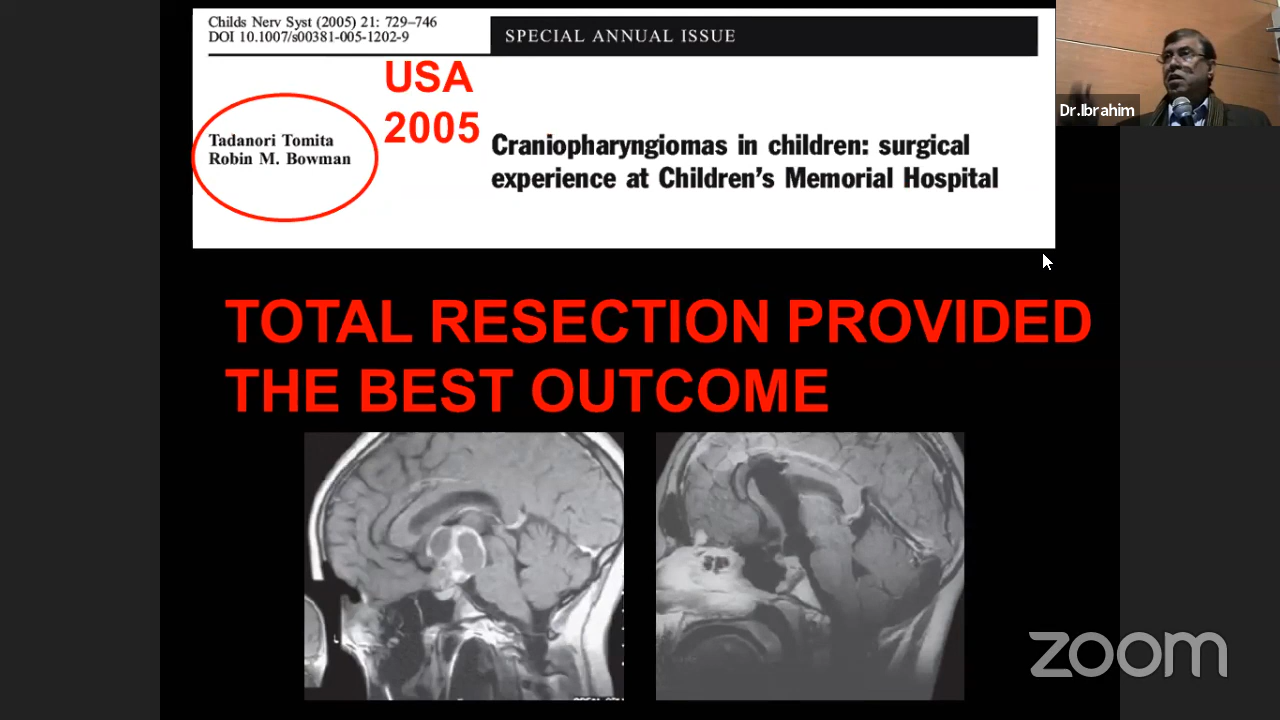 Childs Nerv Syst (2005) 21: 729–746
DOI 10.1007/s00381-005-1202-9
SPECIAL ANNUAL ISSUE
USA
2005
Tadanori Tomita
Robin M. Bowman
Craniopharyngiomas in children: surgical
experience at Children's Memorial Hospital
Dr.Ibrahim
TOTAL RESECTION PROVIDED
THE BEST OUTCOME
zoom